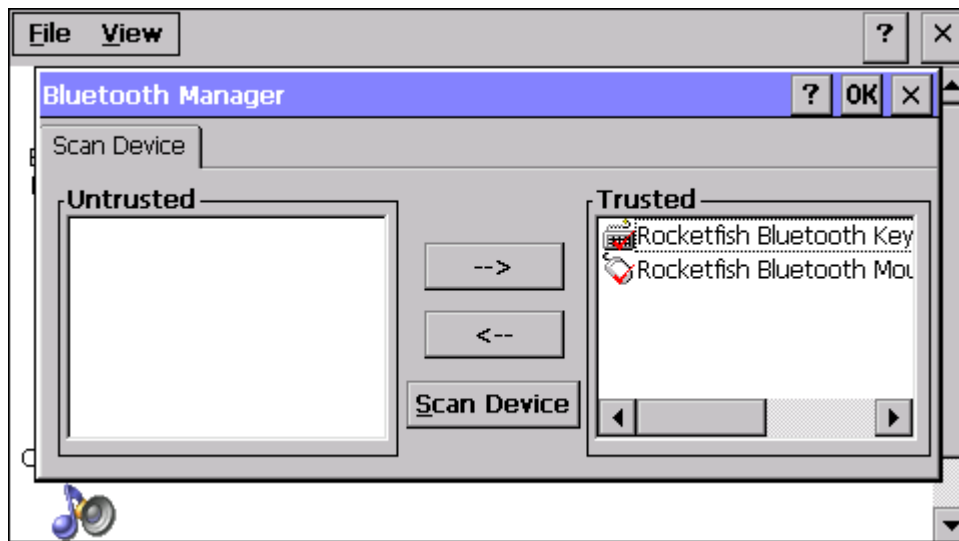 File View ? ×
Bluetooth Manager ? OK ×
Scan Device
Untrusted
Trusted
Rocketfish Bluetooth Key
Rocketfish Bluetooth Mou
-->
<--
Scan Device